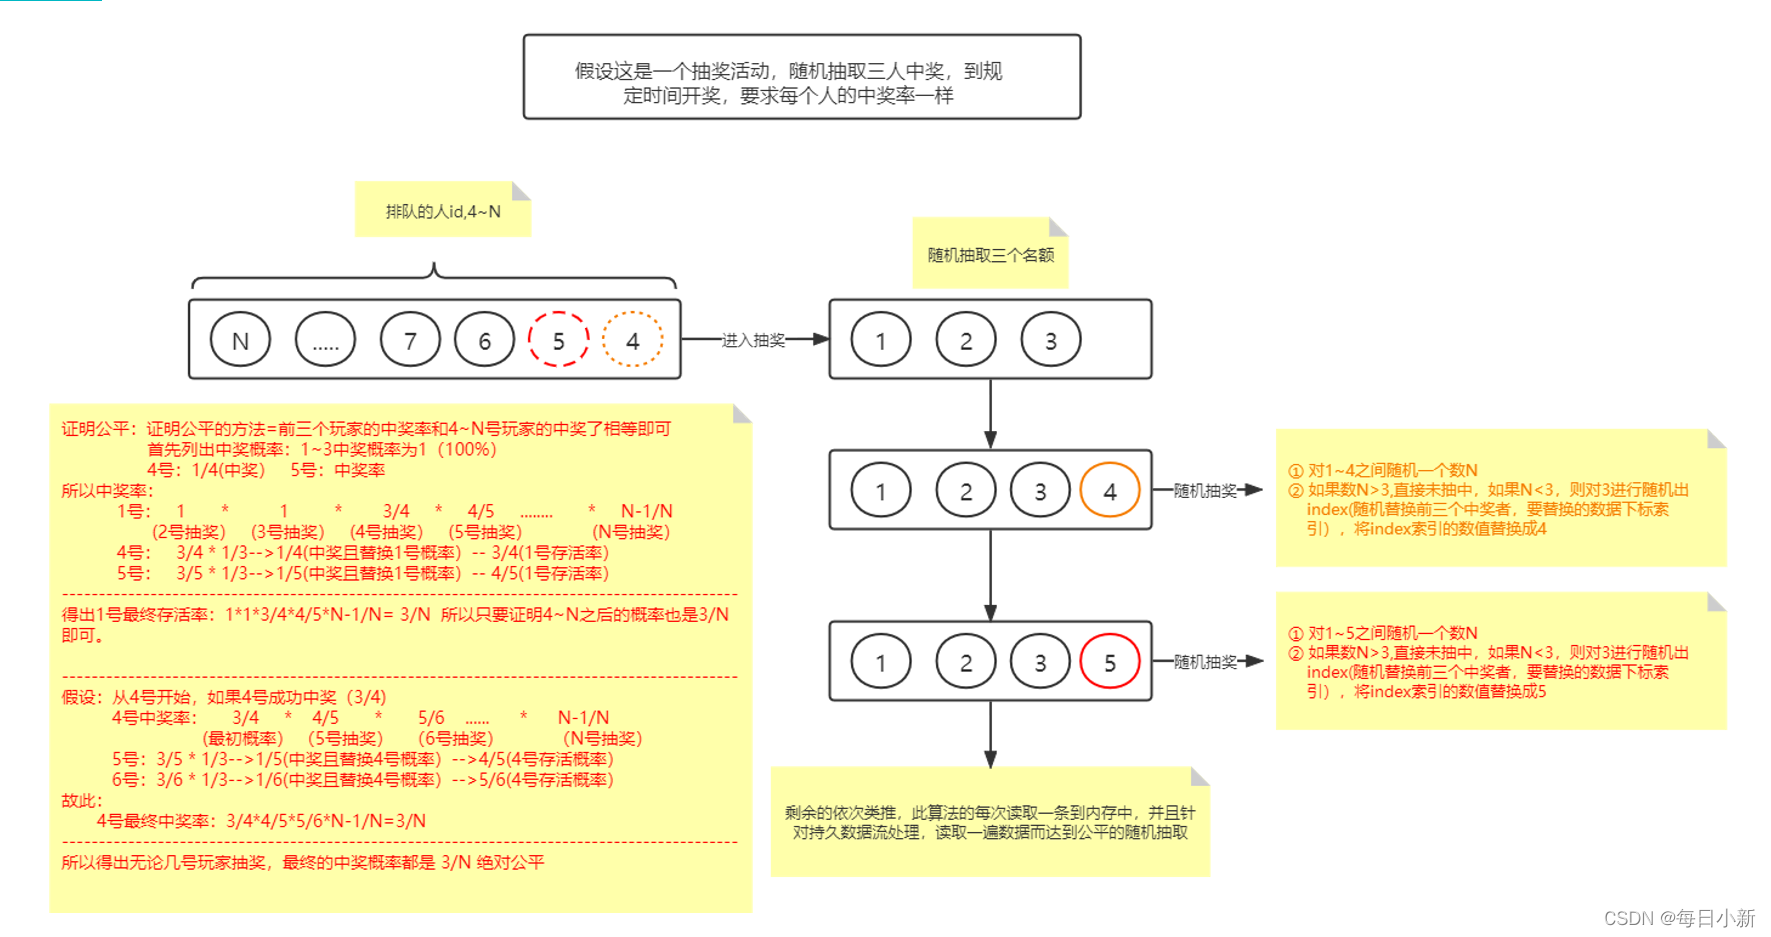 假设这是一个抽奖活动，随机抽取三人中奖，到规
定时间开奖，要求每个人的中奖率一样
排队的人id,4~N
随机抽取三个名额
N ..... 7 6 5 4
进入抽奖
1 2 3
证明公平：证明公平的方法=前三个玩家的中奖率和4~N号玩家的中奖了相等即可
首先列出中奖概率：1~3中奖概率为1（100%）
4号：1/4(中奖） 5号：中奖率
所以中奖率：
1号： 1 * 1 * 3/4 * 4/5 ........ * N-1/N
(2号抽奖） (3号抽奖） (4号抽奖） (5号抽奖） (N号抽奖）
4号： 3/4 * 1/3-->1/4(中奖且替换1号概率）-- 3/4(1号存活率）
5号： 3/5 * 1/3-->1/5(中奖且替换1号概率）-- 4/5(1号存活率）
--------------------------------------------------------------------------------
得出1号最终存活率：1*1*3/4*4/5*N-1/N= 3/N 所以只要证明4~N之后的概率也是3/N
即可。
--------------------------------------------------------------------------------
假设：从4号开始，如果4号成功中奖（3/4）
4号中奖率： 3/4 * 4/5 * 5/6 ...... * N-1/N
（最初概率） （5号抽奖） （6号抽奖） （N号抽奖）
5号：3/5 * 1/3-->1/5(中奖且替换4号概率）-->4/5(4号存活概率）
6号：3/6 * 1/3-->1/6(中奖且替换4号概率）-->5/6(4号存活概率）
故此：
4号最终中奖率：3/4*4/5*5/6*N-1/N=3/N
--------------------------------------------------------------------------------
所以得出无论几号玩家抽奖，最终的中奖概率都是 3/N 绝对公平
1 2 3 4
随机抽奖
① 对1~4之间随机一个数N
② 如果数N>3,直接未抽中，如果N<3，则对3进行随机出
index(随机替换前三个中奖者，要替换的数据下标索
引），将index索引的数值替换成4
1 2 3 5
随机抽奖
① 对1~5之间随机一个数N
② 如果数N>3,直接未抽中，如果N<3，则对3进行随机出
index(随机替换前三个中奖者，要替换的数据下标索
引），将index索引的数值替换成5
剩余的依次类推，此算法的每次读取一条到内存中，并且针
对持久数据流处理，读取一遍数据而达到公平的随机抽取
CSDN @每日小新